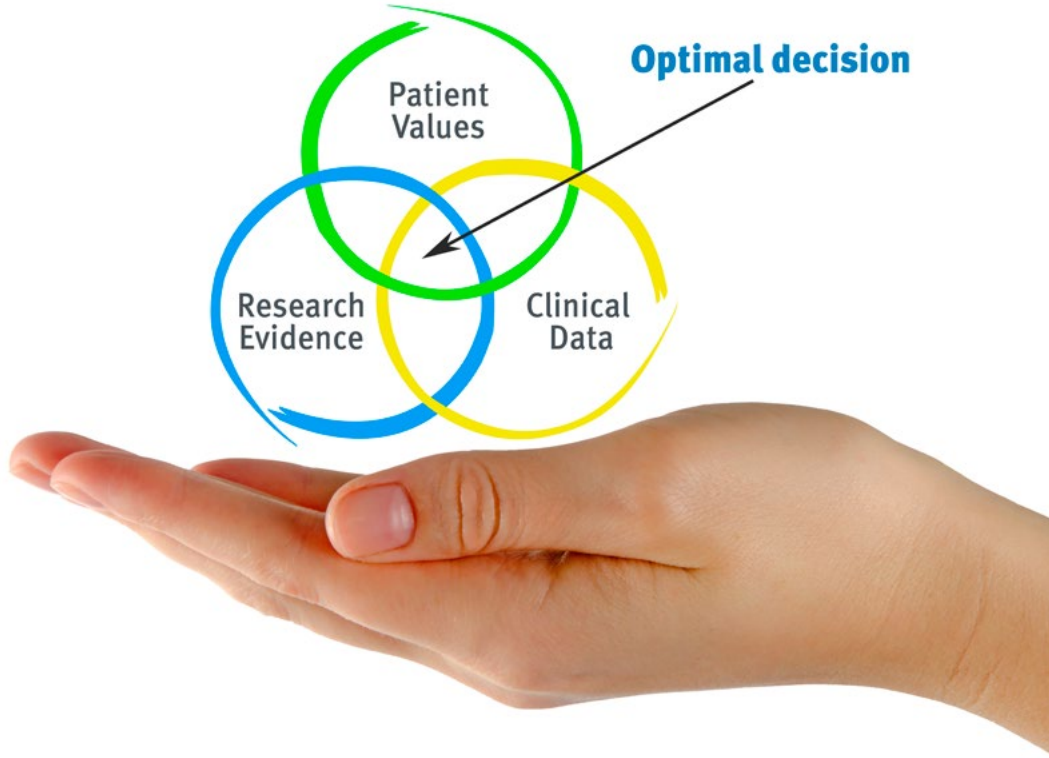 Optimal decision
Patient
Values
Research
Evidence
Clinical
Data